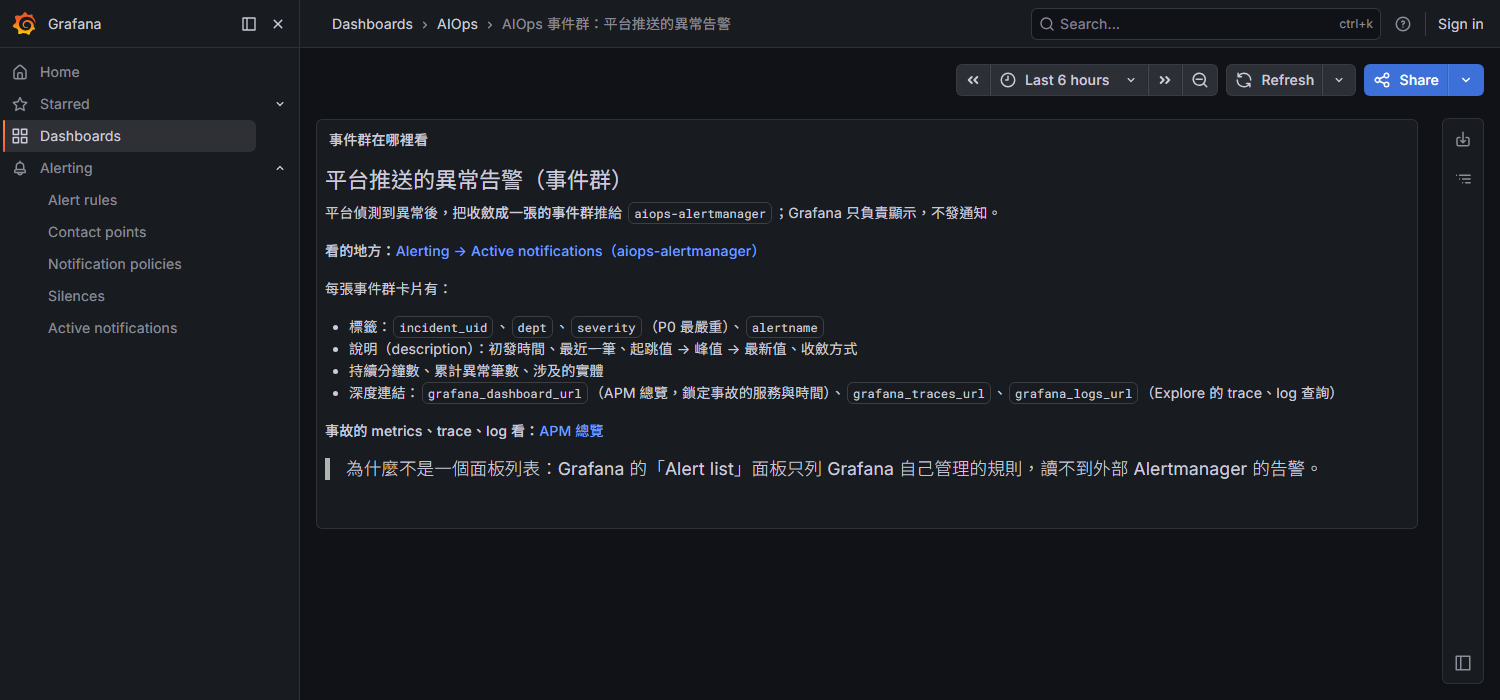 Grafana
Dashboards › AIOps › AIOps 事件群：平台推送的異常告警
Search... ctrl+k
Sign in
Home
Starred
Dashboards
Alerting
Alert rules
Contact points
Notification policies
Silences
Active notifications
Last 6 hours
Refresh
Share
事件群在哪裡看
平台推送的異常告警（事件群）
平台偵測到異常後，把收斂成一張的事件群推給 aiops-alertmanager ；Grafana 只負責顯示，不發通知。
看的地方：Alerting → Active notifications（aiops-alertmanager）
每張事件群卡片有：
• 標籤： incident_uid 、 dept 、 severity （P0 最嚴重）、 alertname
• 說明（description）：初發時間、最近一筆、起跳值 → 峰值 → 最新值、收斂方式
• 持續分鐘數、累計異常筆數、涉及的實體
• 深度連結： grafana_dashboard_url （APM 總覽，鎖定事故的服務與時間）、 grafana_traces_url 、 grafana_logs_url （Explore 的 trace、log 查詢）
事故的 metrics、trace、log 看：APM 總覽
為什麼不是一個面板列表：Grafana 的「Alert list」面板只列 Grafana 自己管理的規則，讀不到外部 Alertmanager 的告警。